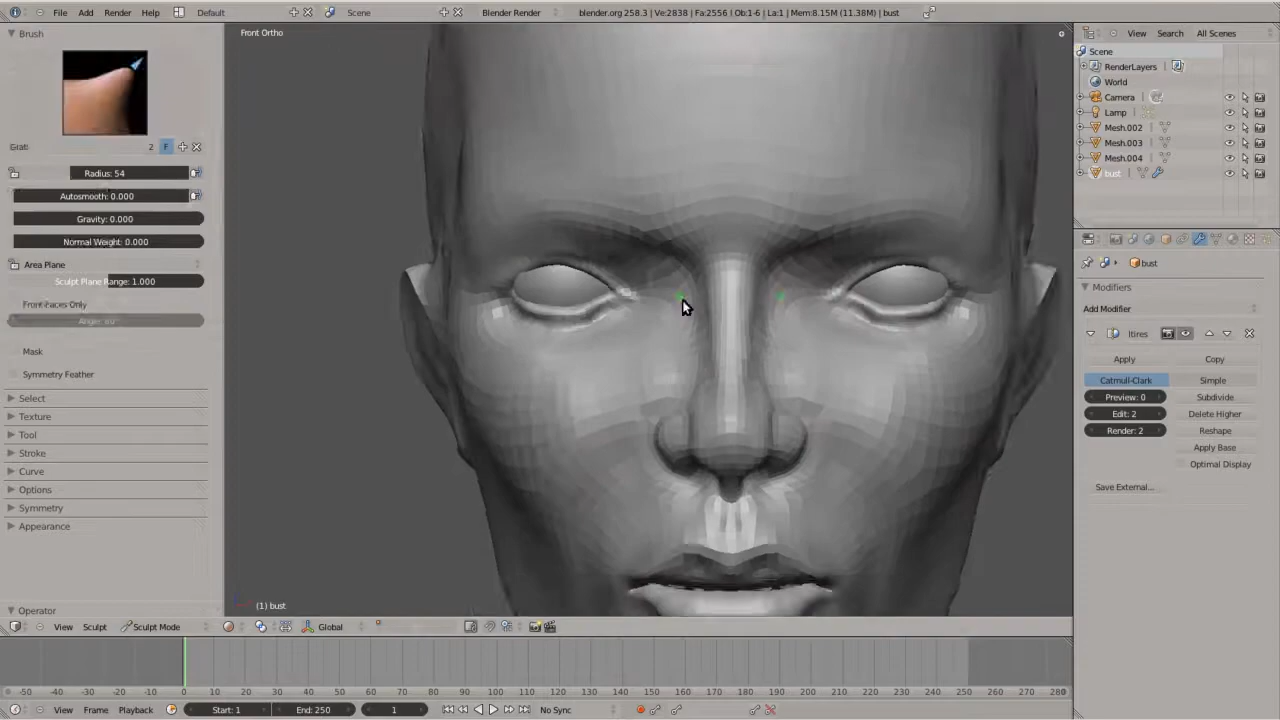 File Add Render Help Default Scene Blender Render blender.org 258.3 | Ve:2838 | Fa:2556 | Ob:1-6 | La:1 | Mem:8.15M (11.38M) | bust
Brush
Front Ortho
View Search All Scenes
Scene
RenderLayers |
World
Camera
Lamp
Mesh.002
Mesh.003
Mesh.004
bust
2 F
Radius: 54
Autosmooth: 0.000
Gravity: 0.000
Normal Weight: 0.000
Area Plane
Sculpt Plane Range: 1.000
Front Faces Only
Mask
Symmetry Feather
Select
Texture
Tool
Stroke
Curve
Options
Symmetry
Appearance
Operator
bust
Modifiers
Add Modifier
ltires
Apply Copy
Catmull-Clark Simple
Preview: 0 Subdivide
Edit: 2 Delete Higher
Render: 2 Reshape
Apply Base
Optimal Display
Save External...
(1) bust
View Sculpt Sculpt Mode Global
-50 -40 -30 -20 -10 0 10 20 30 40 50 60 70 80 90 100 110 120 130 140 150 160 170 180 190 200 210 220 230 240 250 260 270 280
View Frame Playback Start: 1 End: 250 1 No Sync